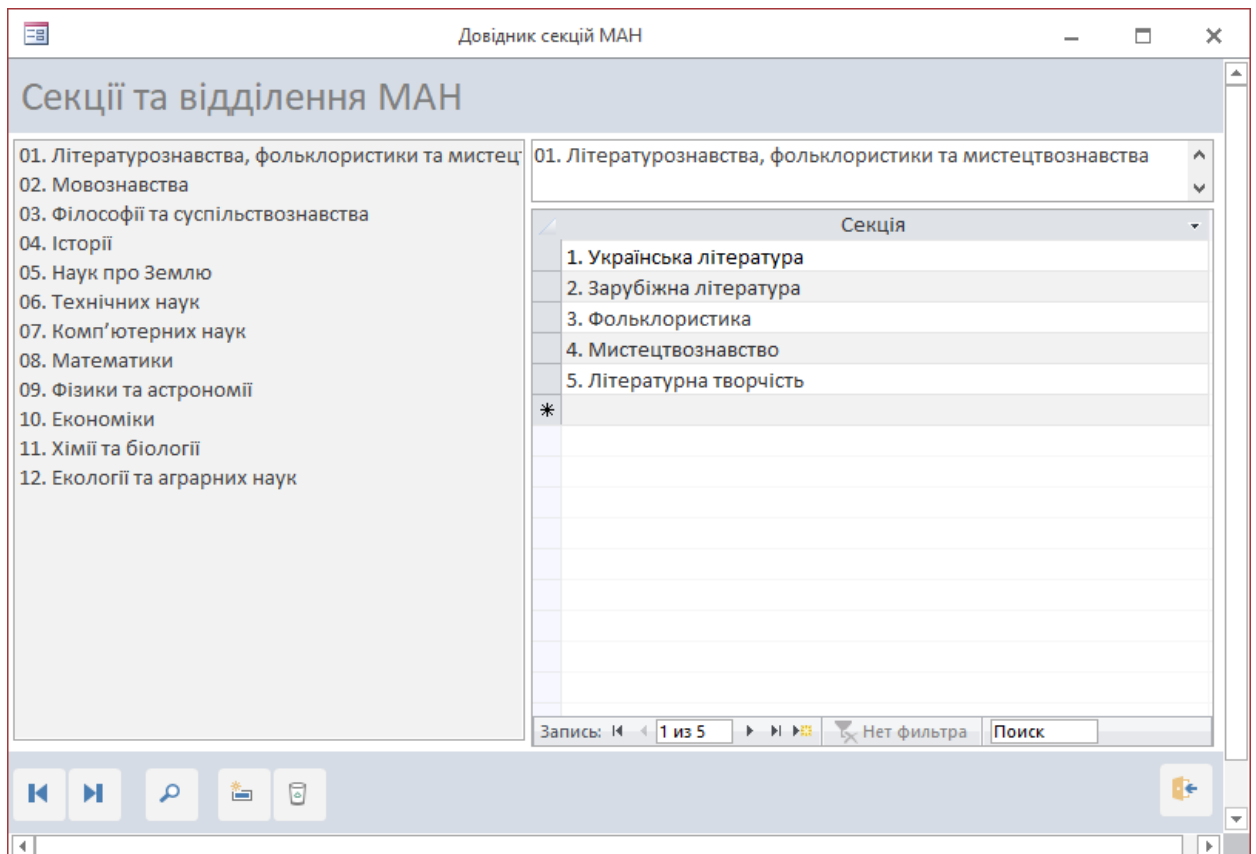 Довідник секцій МАН
Секції та відділення МАН
01. Літературознавства, фольклористики та мистец
02. Мовознавства
03. Філософії та суспільствознавства
04. Історії
05. Наук про Землю
06. Технічних наук
07. Комп’ютерних наук
08. Математики
09. Фізики та астрономії
10. Економіки
11. Хімії та біології
12. Екології та аграрних наук
01. Літературознавства, фольклористики та мистецтвознавства
Секція
1. Українська література
2. Зарубіжна література
3. Фольклористика
4. Мистецтвознавство
5. Літературна творчість
Запись: 1 из 5 Нет фильтра Поиск